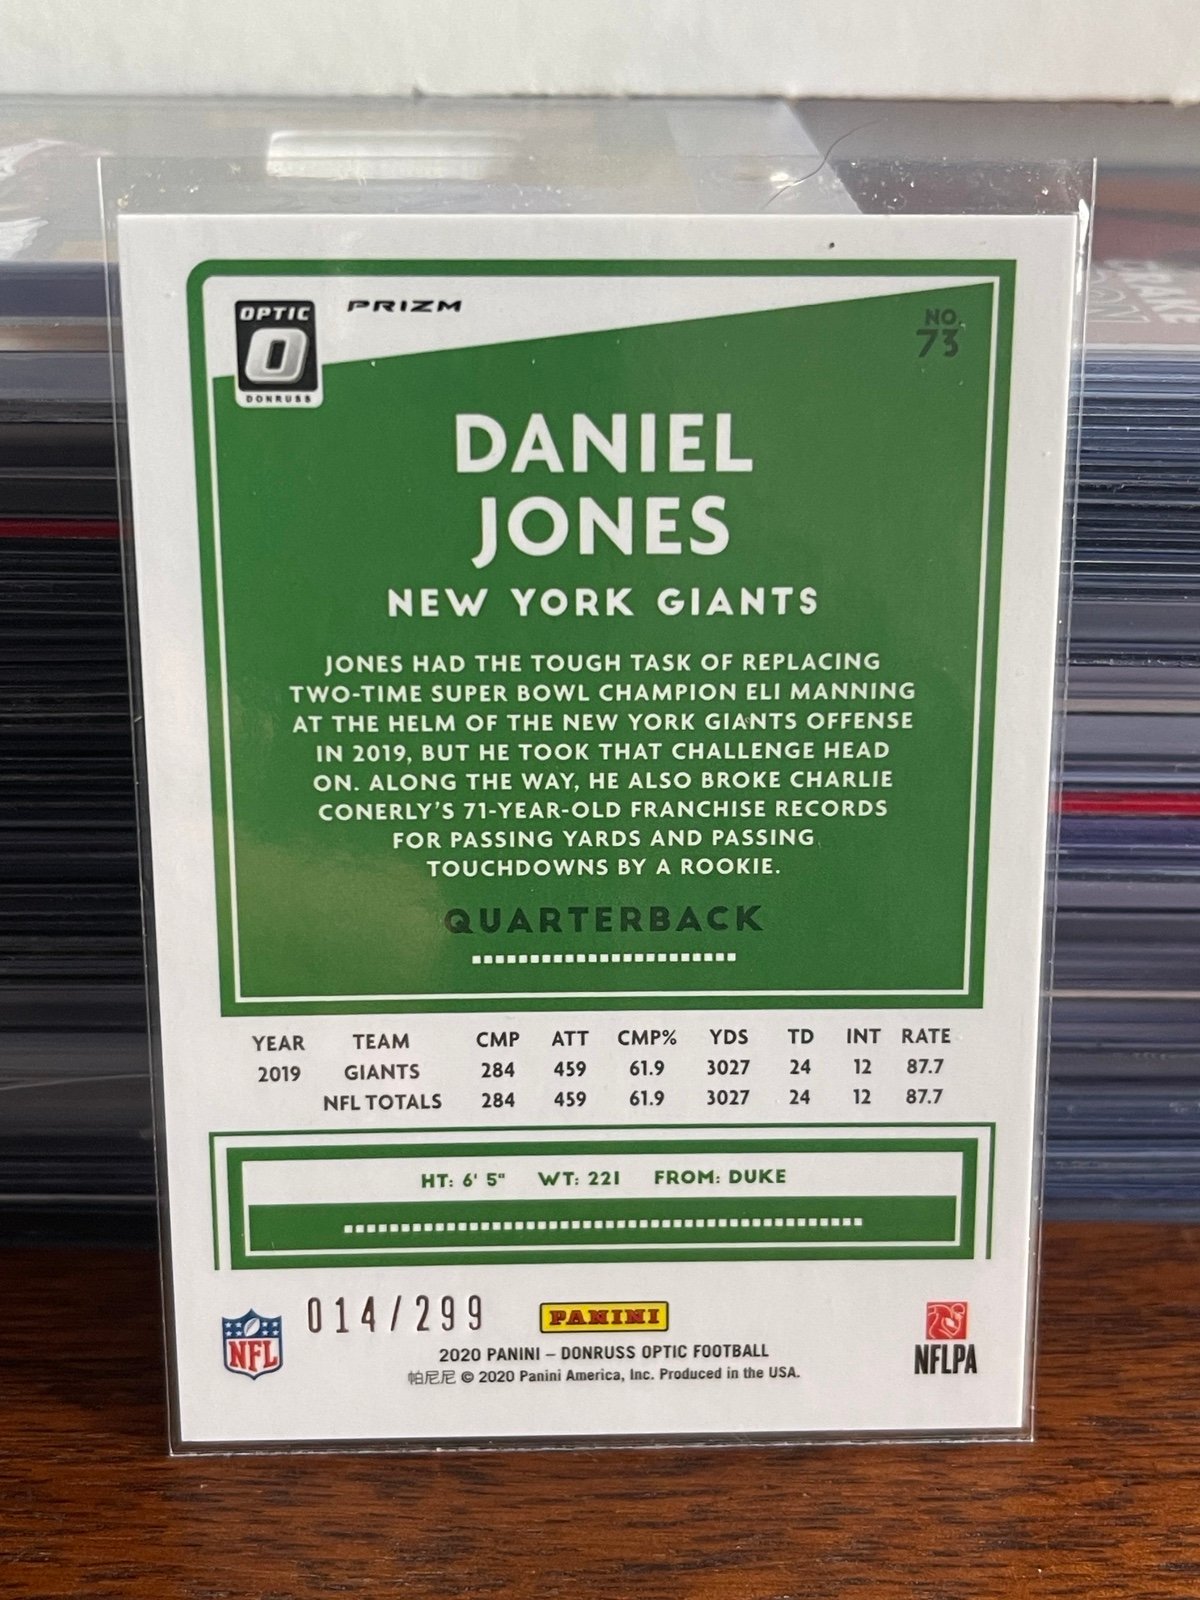 OPTIC
DONRUSS
PRIZM
NO.
73
DANIEL
JONES
NEW YORK GIANTS
JONES HAD THE TOUGH TASK OF REPLACING
TWO-TIME SUPER BOWL CHAMPION ELI MANNING
AT THE HELM OF THE NEW YORK GIANTS OFFENSE
IN 2019, BUT HE TOOK THAT CHALLENGE HEAD
ON. ALONG THE WAY, HE ALSO BROKE CHARLIE
CONERLY'S 71-YEAR-OLD FRANCHISE RECORDS
FOR PASSING YARDS AND PASSING
TOUCHDOWNS BY A ROOKIE.
QUARTERBACK
YEAR TEAM CMP ATT CMP% YDS TD INT RATE
2019 GIANTS 284 459 61.9 3027 24 12 87.7
NFL TOTALS 284 459 61.9 3027 24 12 87.7
HT: 6' 5" WT: 221 FROM: DUKE
NFL
014/299
PANINI
2020 PANINI – DONRUSS OPTIC FOOTBALL
帕尼尼 © 2020 Panini America, Inc. Produced in the USA.
NFLPA